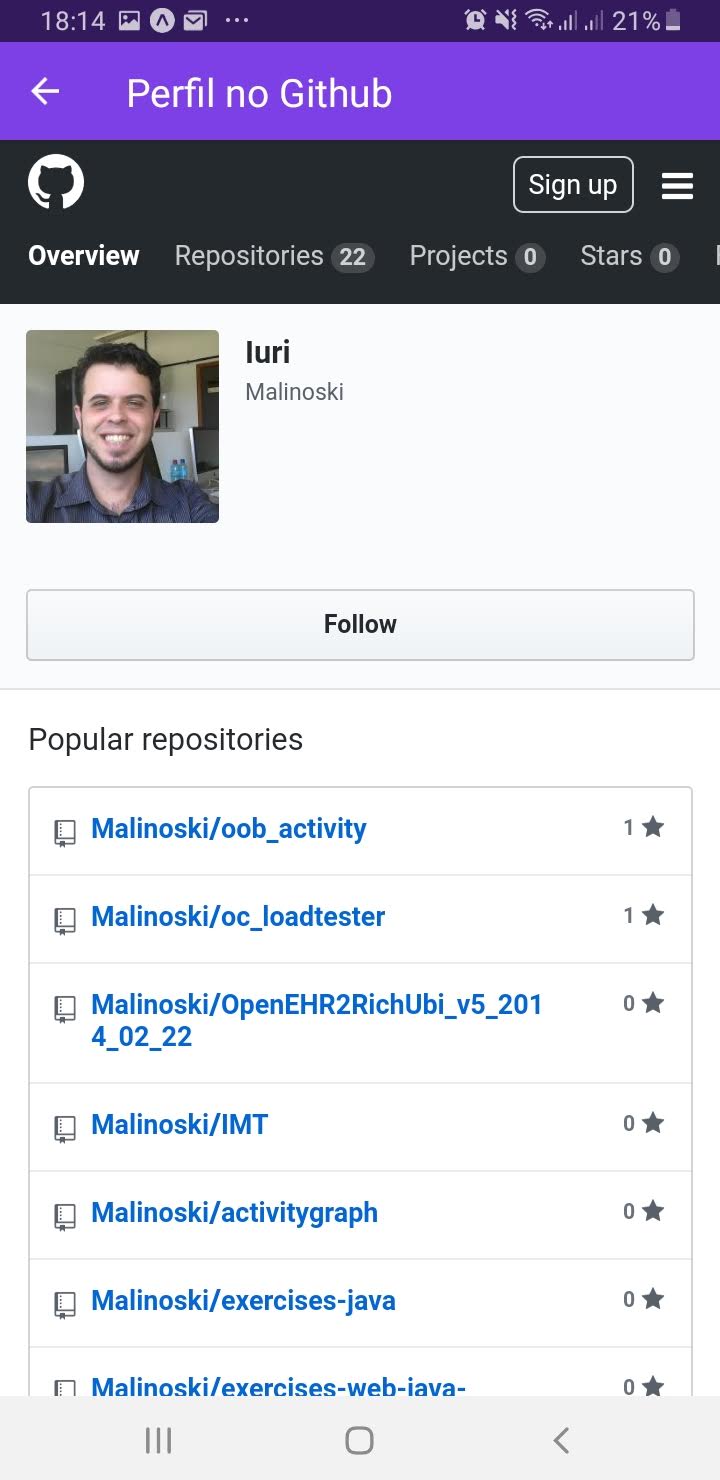 18:14 21%
Perfil no Github
Sign up
Overview Repositories 22 Projects 0 Stars 0
Iuri
Malinoski
Follow
Popular repositories
Malinoski/oob_activity 1
Malinoski/oc_loadtester 1
Malinoski/OpenEHR2RichUbi_v5_201 0
4_02_22
Malinoski/IMT 0
Malinoski/activitygraph 0
Malinoski/exercises-java 0
Malinoski/exercises-web-java- 0